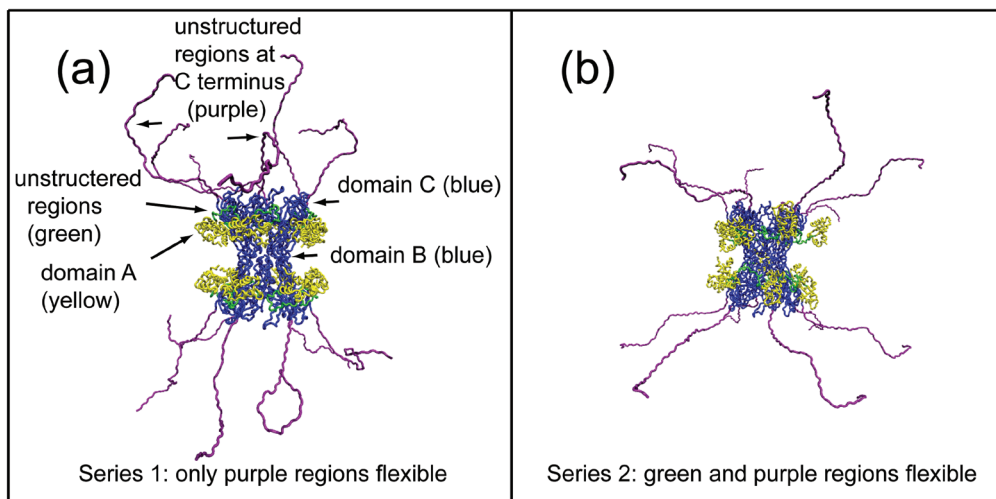 (a)
unstructured
regions at
C terminus
(purple)
unstructered
regions
(green)
domain A
(yellow)
domain C (blue)
domain B (blue)
Series 1: only purple regions flexible
(b)
Series 2: green and purple regions flexible